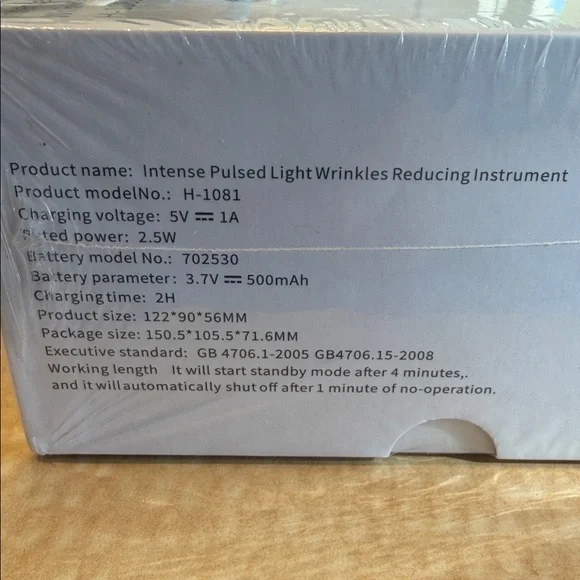 Product name: Intense Pulsed Light Wrinkles Reducing Instrument
Product modelNo.: H-1081
Charging voltage: 5V ⎓ 1A
Rated power: 2.5W
Battery model No.: 702530
Battery parameter: 3.7V ⎓ 500mAh
Charging time: 2H
Product size: 122*90*56MM
Package size: 150.5*105.5*71.6MM
Executive standard: GB 4706.1-2005 GB4706.15-2008
Working length It will start standby mode after 4 minutes,.
and it will automatically shut off after 1 minute of no-operation.